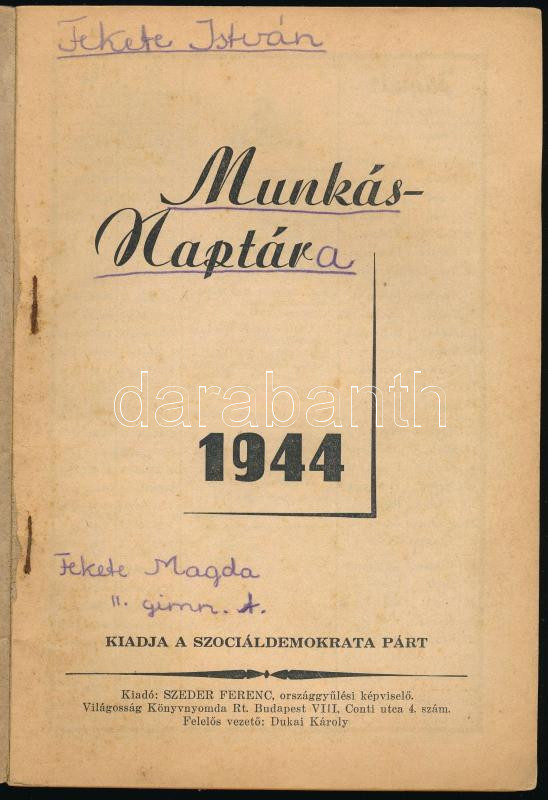 Fekete István
Munkás-
Naptára
darabanth
1944
Fekete Magda
II. gimn. A.
KIADJA A SZOCIÁLDEMOKRATA PÁRT
Kiadó: SZEDER FERENC, országgyűlési képviselő.
Világosság Könyvnyomda Rt. Budapest VIII, Conti utca 4. szám.
Felelős vezető: Dukai Károly